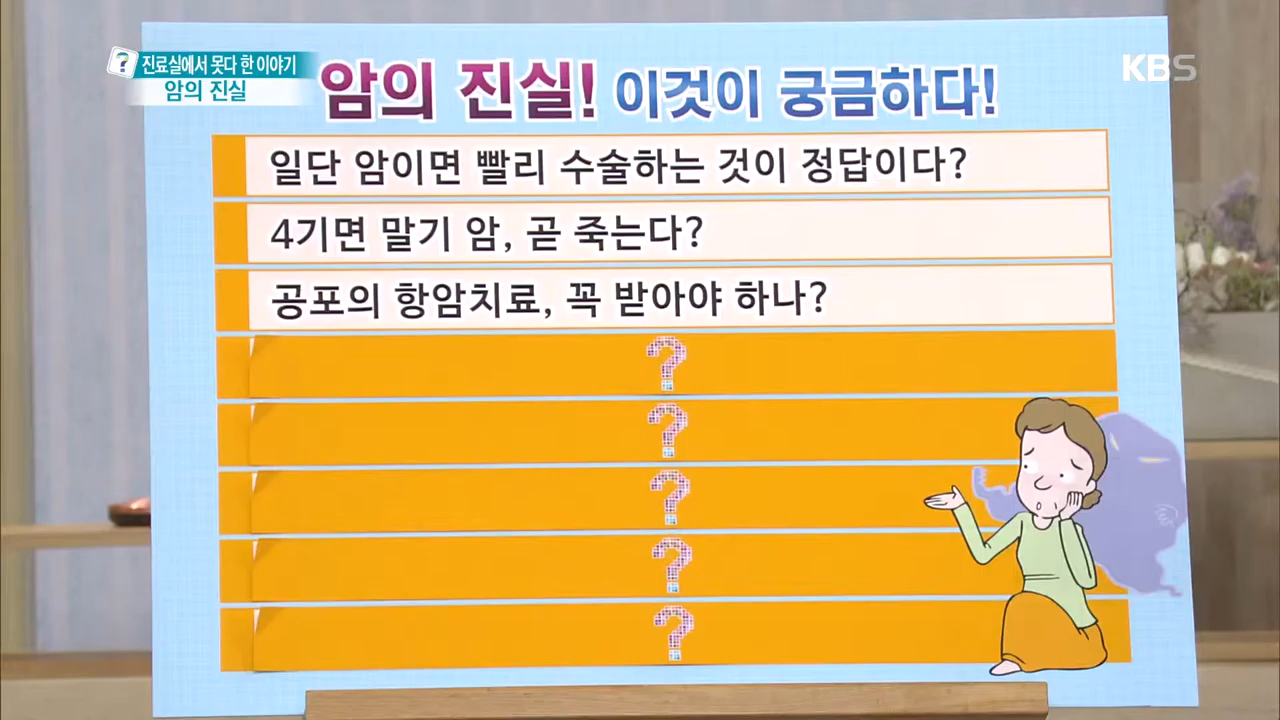 진료실에서 못다 한 이야기
암의 진실
KBS
암의 진실! 이것이 궁금하다!
일단 암이면 빨리 수술하는 것이 정답이다?
4기면 말기 암, 곧 죽는다?
공포의 항암치료, 꼭 받아야 하나?
?
?
?
?
?